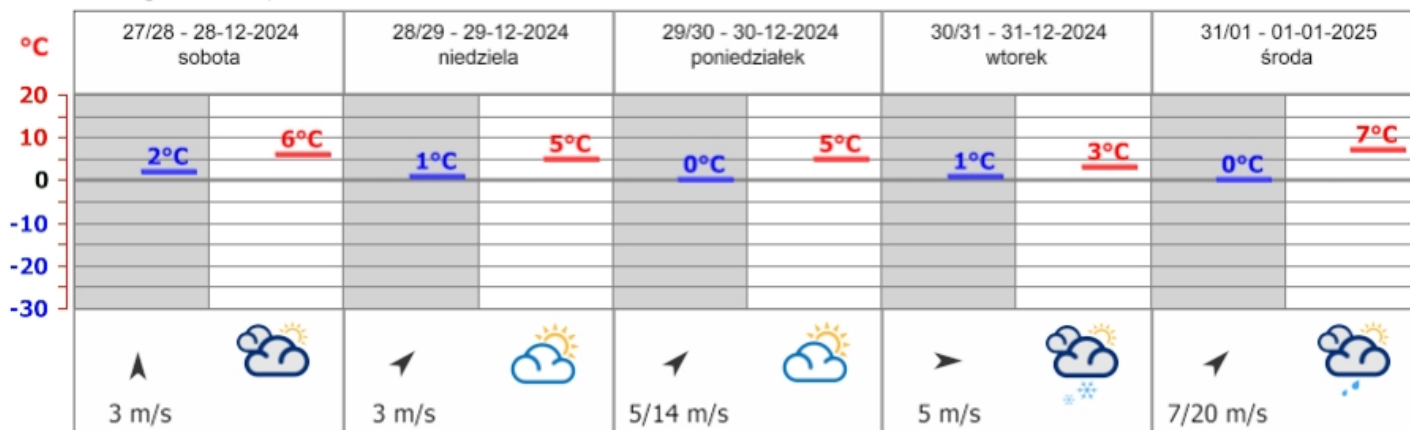 27/28 - 28-12-2024
sobota
28/29 - 29-12-2024
niedziela
29/30 - 30-12-2024
poniedziałek
30/31 - 31-12-2024
wtorek
31/01 - 01-01-2025
środa
°C
20
10
0
-10
-20
-30
2°C
6°C
1°C
5°C
0°C
5°C
1°C
3°C
0°C
7°C
3 m/s
3 m/s
5/14 m/s
5 m/s
7/20 m/s